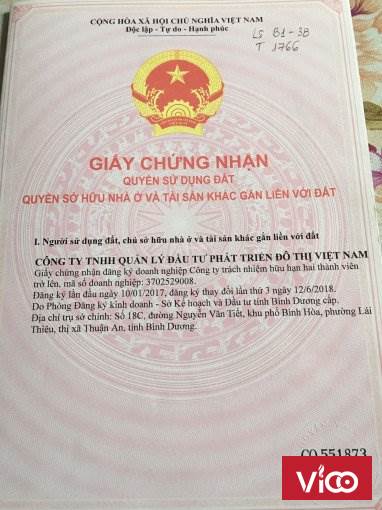 CỘNG HÒA XÃ HỘI CHỦ NGHĨA VIỆT NAM
Độc lập - Tự do - Hạnh phúc
LS B1-3B
T 1766
GIẤY CHỨNG NHẬN
QUYỀN SỬ DỤNG ĐẤT
QUYỀN SỞ HỮU NHÀ Ở VÀ TÀI SẢN KHÁC GẮN LIỀN VỚI ĐẤT
I. Người sử dụng đất, chủ sở hữu nhà ở và tài sản khác gắn liền với đất
CÔNG TY TNHH QUẢN LÝ ĐẦU TƯ PHÁT TRIỂN ĐÔ THỊ VIỆT NAM
Giấy chứng nhận đăng ký doanh nghiệp Công ty trách nhiệm hữu hạn hai thành viên
trở lên, mã số doanh nghiệp: 3702529008.
Đăng ký lần đầu ngày 10/01/2017, đăng ký thay đổi lần thứ 3 ngày 12/6/2018.
Do Phòng Đăng ký kinh doanh - Sở Kế hoạch và Đầu tư tỉnh Bình Dương cấp.
Địa chỉ trụ sở chính: Số 18C, đường Nguyễn Văn Tiết, khu phố Bình Hòa, phường Lái
Thiêu, thị xã Thuận An, tỉnh Bình Dương.
CO 551873
ViCO